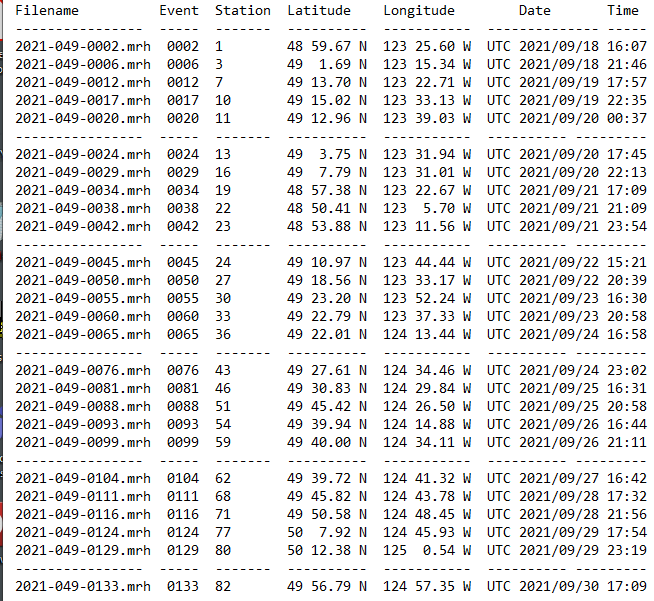 Filename          Event  Station  Latitude    Longitude        Date       Time
----------------  -----  -------  ----------  -----------  -------------- -----
2021-049-0002.mrh  0002  1       48 59.67 N  123 25.60 W  UTC 2021/09/18 16:07
2021-049-0006.mrh  0006  3       49  1.69 N  123 15.34 W  UTC 2021/09/18 21:46
2021-049-0012.mrh  0012  7       49 13.70 N  123 22.71 W  UTC 2021/09/19 17:57
2021-049-0017.mrh  0017  10      49 15.02 N  123 33.13 W  UTC 2021/09/19 22:35
2021-049-0020.mrh  0020  11      49 12.96 N  123 39.03 W  UTC 2021/09/20 00:37
----------------  -----  -------  ----------  -----------  -------------- -----
2021-049-0024.mrh  0024  13      49  3.75 N  123 31.94 W  UTC 2021/09/20 17:45
2021-049-0029.mrh  0029  16      49  7.79 N  123 31.01 W  UTC 2021/09/20 22:13
2021-049-0034.mrh  0034  19      48 57.38 N  123 22.67 W  UTC 2021/09/21 17:09
2021-049-0038.mrh  0038  22      48 50.41 N  123  5.70 W  UTC 2021/09/21 21:09
2021-049-0042.mrh  0042  23      48 53.88 N  123 11.56 W  UTC 2021/09/21 23:54
----------------  -----  -------  ----------  -----------  -------------- -----
2021-049-0045.mrh  0045  24      49 10.97 N  123 44.44 W  UTC 2021/09/22 15:21
2021-049-0050.mrh  0050  27      49 18.56 N  123 33.17 W  UTC 2021/09/22 20:39
2021-049-0055.mrh  0055  30      49 23.20 N  123 52.24 W  UTC 2021/09/23 16:30
2021-049-0060.mrh  0060  33      49 22.79 N  123 37.33 W  UTC 2021/09/23 20:58
2021-049-0065.mrh  0065  36      49 22.01 N  124 13.44 W  UTC 2021/09/24 16:58
----------------  -----  -------  ----------  -----------  -------------- -----
2021-049-0076.mrh  0076  43      49 27.61 N  124 34.46 W  UTC 2021/09/24 23:02
2021-049-0081.mrh  0081  46      49 30.83 N  124 29.84 W  UTC 2021/09/25 16:31
2021-049-0088.mrh  0088  51      49 45.42 N  124 26.50 W  UTC 2021/09/25 20:58
2021-049-0093.mrh  0093  54      49 39.94 N  124 14.88 W  UTC 2021/09/26 16:44
2021-049-0099.mrh  0099  59      49 40.00 N  124 34.11 W  UTC 2021/09/26 21:11
----------------  -----  -------  ----------  -----------  -------------- -----
2021-049-0104.mrh  0104  62      49 39.72 N  124 41.32 W  UTC 2021/09/27 16:42
2021-049-0111.mrh  0111  68      49 45.82 N  124 43.78 W  UTC 2021/09/28 17:32
2021-049-0116.mrh  0116  71      49 50.58 N  124 48.45 W  UTC 2021/09/28 21:56
2021-049-0124.mrh  0124  77      50  7.92 N  124 45.93 W  UTC 2021/09/29 17:54
2021-049-0129.mrh  0129  80      50 12.38 N  125  0.54 W  UTC 2021/09/29 23:19
----------------  -----  -------  ----------  -----------  -------------- -----
2021-049-0133.mrh  0133  82      49 56.79 N  124 57.35 W  UTC 2021/09/30 17:09